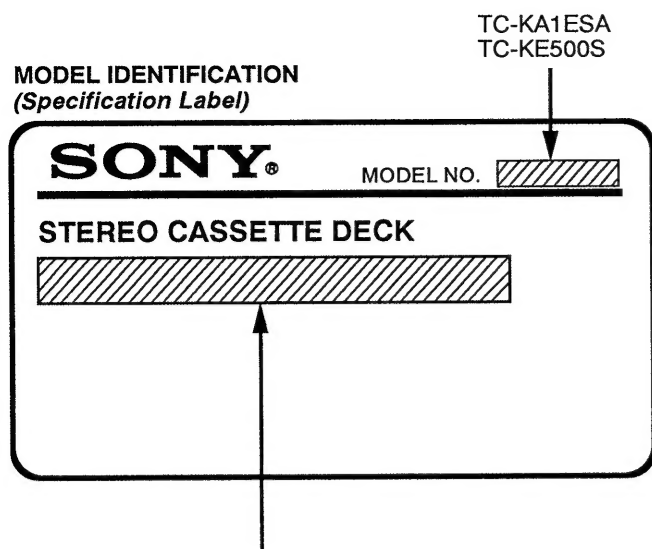 TC-KA1ESA
TC-KE500S
MODEL IDENTIFICATION
(Specification Label)
SONY®
MODEL NO.
STEREO CASSETTE DECK